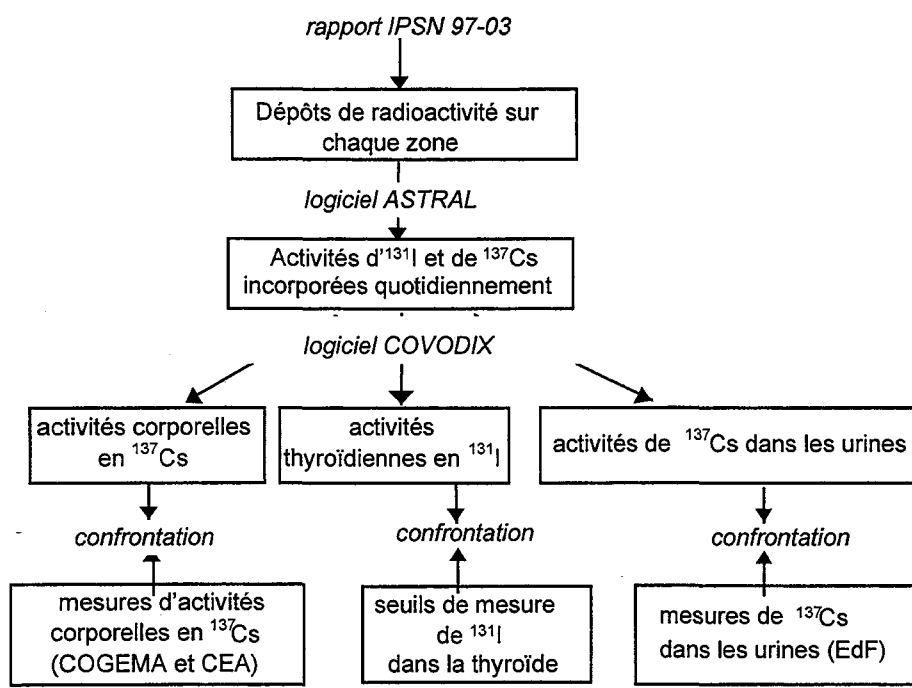 rapport IPSN 97-03
Dépôts de radioactivité sur
chaque zone
logiciel ASTRAL
Activités d'¹³¹I et de ¹³⁷Cs
incorporées quotidiennement
logiciel COVODIX
activités corporelles
en ¹³⁷Cs
activités
thyroïdiennes en ¹³¹I
activités de ¹³⁷Cs dans les urines
confrontation
confrontation
confrontation
mesures d'activités
corporelles en ¹³⁷Cs
(COGEMA et CEA)
seuils de mesure
de ¹³¹I
dans la thyroïde
mesures de ¹³⁷Cs
dans les urines (EdF)